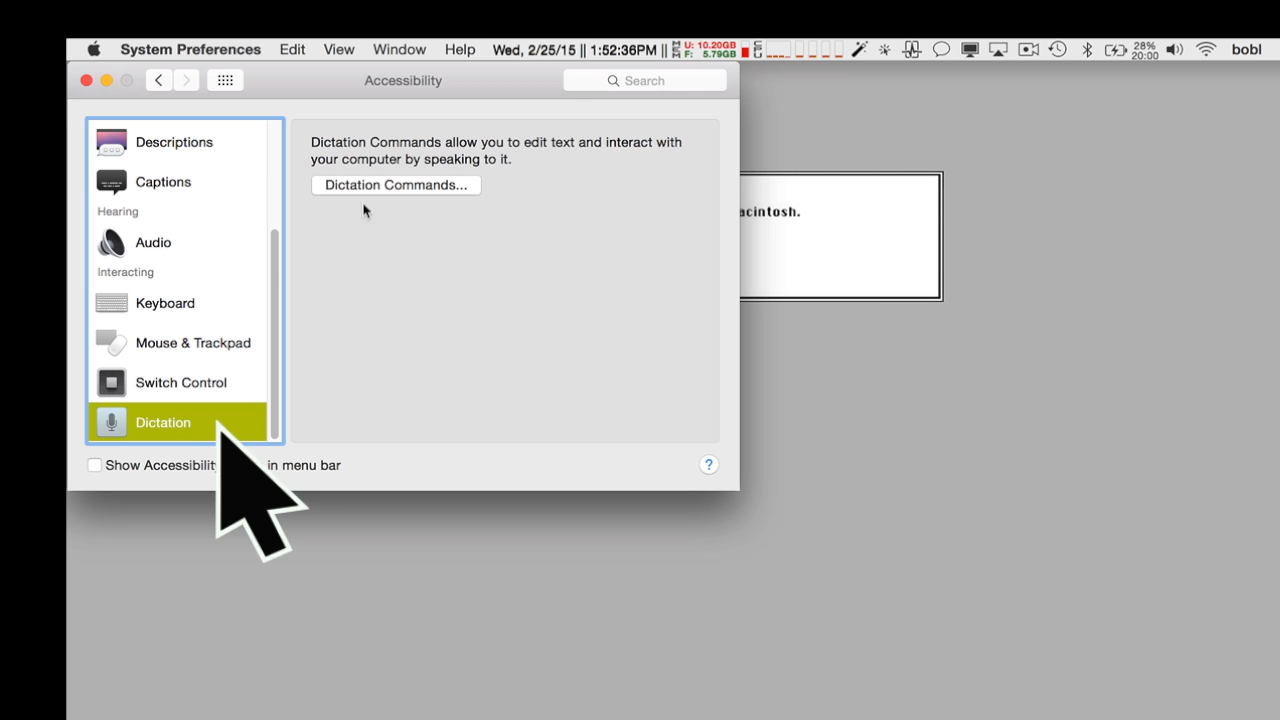 System Preferences Edit View Window Help Wed, 2/25/15 || 1:52:36PM || U: 10.20GB F: 5.79GB 28% 20:00 bobl
Accessibility
Search
Descriptions
Captions
Hearing
Audio
Interacting
Keyboard
Mouse & Trackpad
Switch Control
Dictation
Dictation Commands allow you to edit text and interact with
your computer by speaking to it.
Dictation Commands...
acintosh.
Show Accessibility in menu bar
?